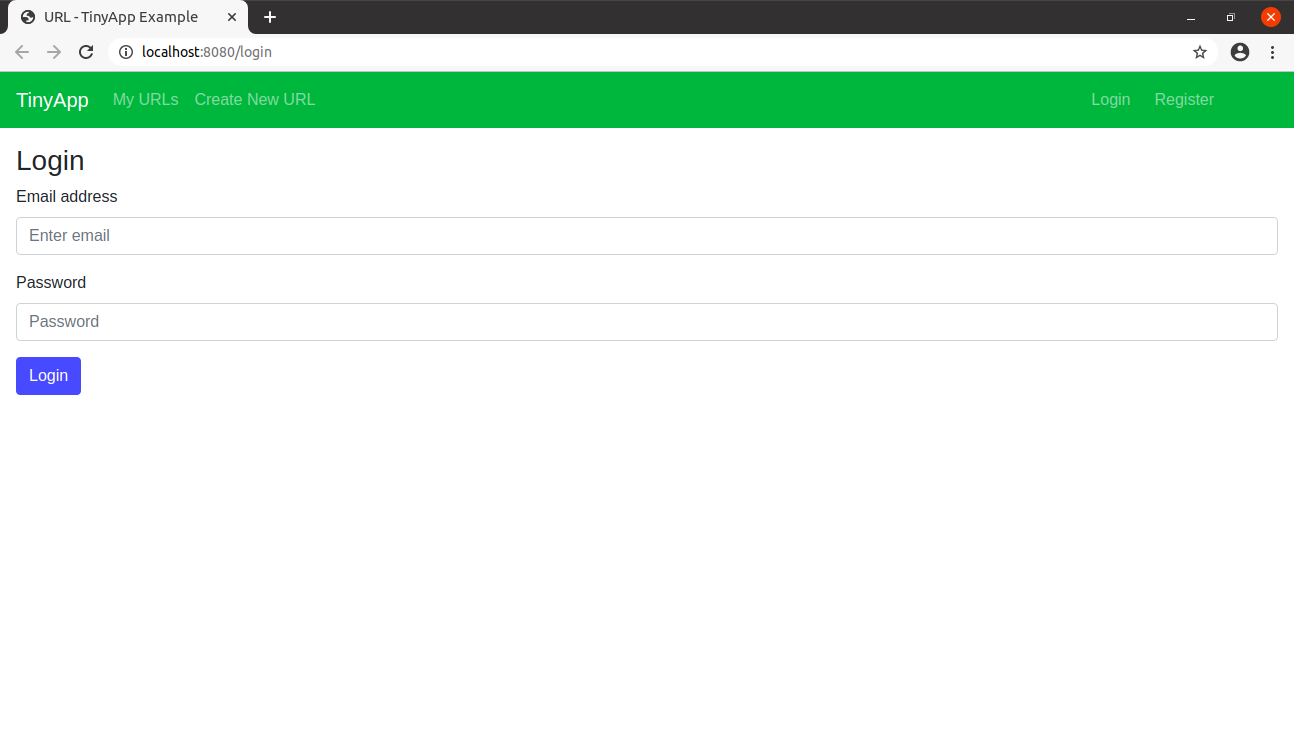 URL - TinyApp Example
localhost:8080/login
TinyApp My URLs Create New URL Login Register
Login
Email address
Enter email
Password
Password
Login